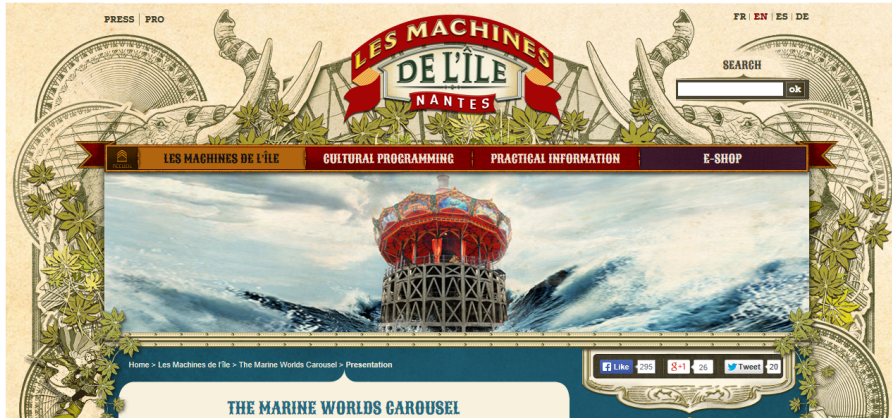 PRESS | PRO
FR | EN | ES | DE
LES MACHINES
DE L'ÎLE
NANTES
SEARCH
ok
ACCUEIL
LES MACHINES DE L'ÎLE
CULTURAL PROGRAMMING
PRACTICAL INFORMATION
E-SHOP
Home > Les Machines de l'île > The Marine Worlds Carousel > Presentation
Like 295
g+1 26
Tweet 20
THE MARINE WORLDS CAROUSEL